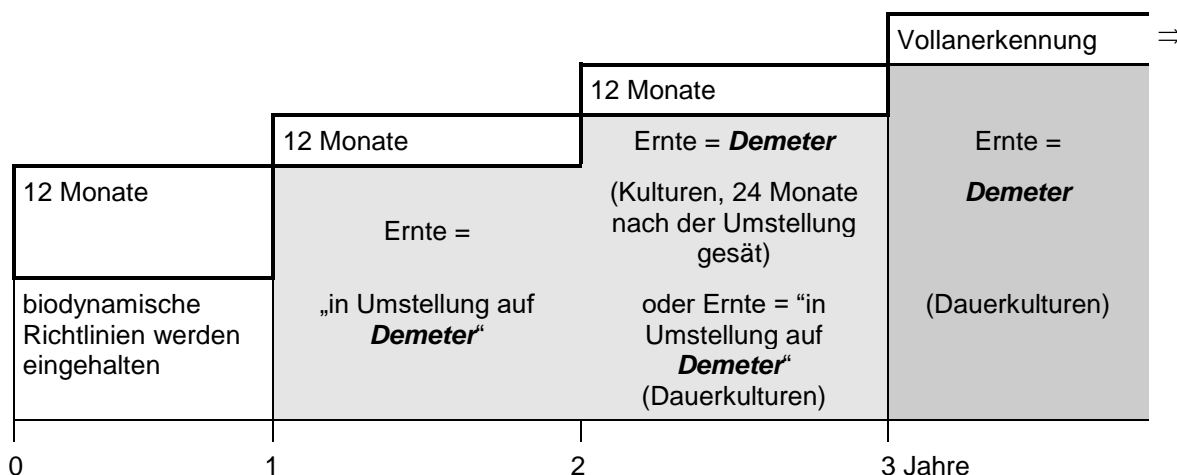 12 Monate
biodynamische
Richtlinien werden
eingehalten
12 Monate
Ernte =
„in Umstellung auf
Demeter“
12 Monate
Ernte = Demeter
(Kulturen, 24 Monate
nach der Umstellung
gesät)
oder Ernte = “in
Umstellung auf
Demeter“
(Dauerkulturen)
Vollanerkennung ⇒
Ernte =
Demeter
(Dauerkulturen)
0 1 2 3 Jahre